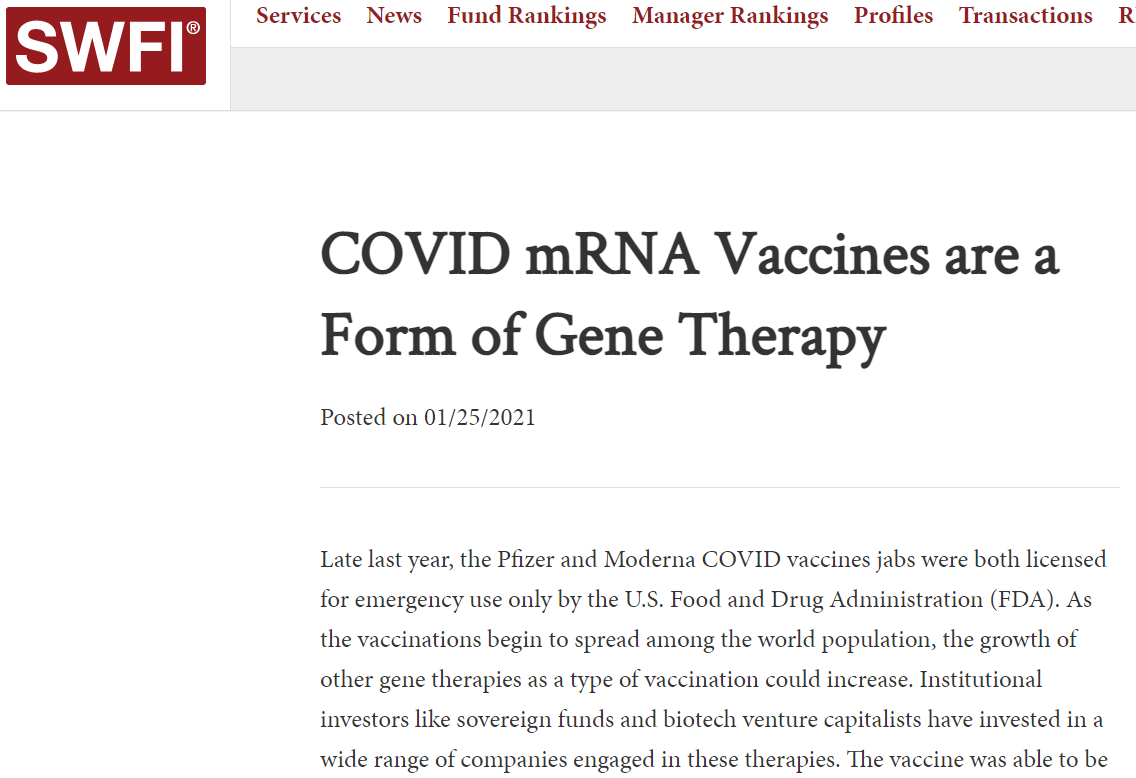 SWFI®
Services News Fund Rankings Manager Rankings Profiles Transactions R
COVID mRNA Vaccines are a
Form of Gene Therapy
Posted on 01/25/2021
Late last year, the Pfizer and Moderna COVID vaccines jabs were both licensed
for emergency use only by the U.S. Food and Drug Administration (FDA). As
the vaccinations begin to spread among the world population, the growth of
other gene therapies as a type of vaccination could increase. Institutional
investors like sovereign funds and biotech venture capitalists have invested in a
wide range of companies engaged in these therapies. The vaccine was able to be